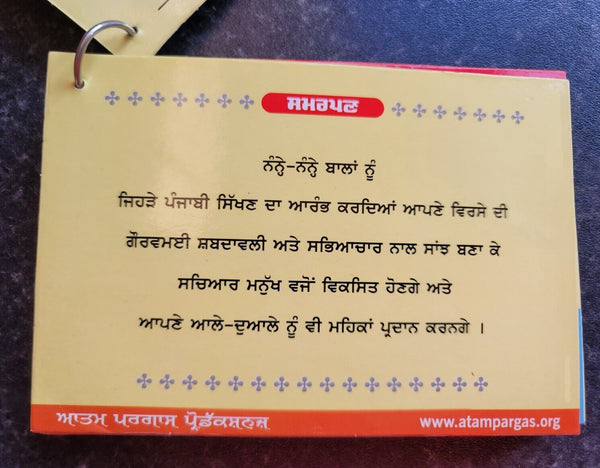 ਸਮਰਪਣ
ਨੰਨ੍ਹੇ-ਨੰਨ੍ਹੇ ਬਾਲਾਂ ਨੂੰ
ਜਿਹੜੇ ਪੰਜਾਬੀ ਸਿੱਖਣ ਦਾ ਆਰੰਭ ਕਰਦਿਆਂ ਆਪਣੇ ਵਿਰਸੇ ਦੀ
ਗੌਰਵਮਈ ਸ਼ਬਦਾਵਲੀ ਅਤੇ ਸਭਿਆਚਾਰ ਨਾਲ ਸਾਂਝ ਬਣਾ ਕੇ
ਸਚਿਆਰ ਮਨੁੱਖ ਵਜੋਂ ਵਿਕਸਿਤ ਹੋਣਗੇ ਅਤੇ
ਆਪਣੇ ਆਲੇ-ਦੁਆਲੇ ਨੂੰ ਵੀ ਮਹਿਕਾਂ ਪ੍ਰਦਾਨ ਕਰਨਗੇ ।
ਆਤਮ ਪਰਗਾਸ ਪ੍ਰੋਡੱਕਸ਼ਨਜ਼ www.atampargas.org